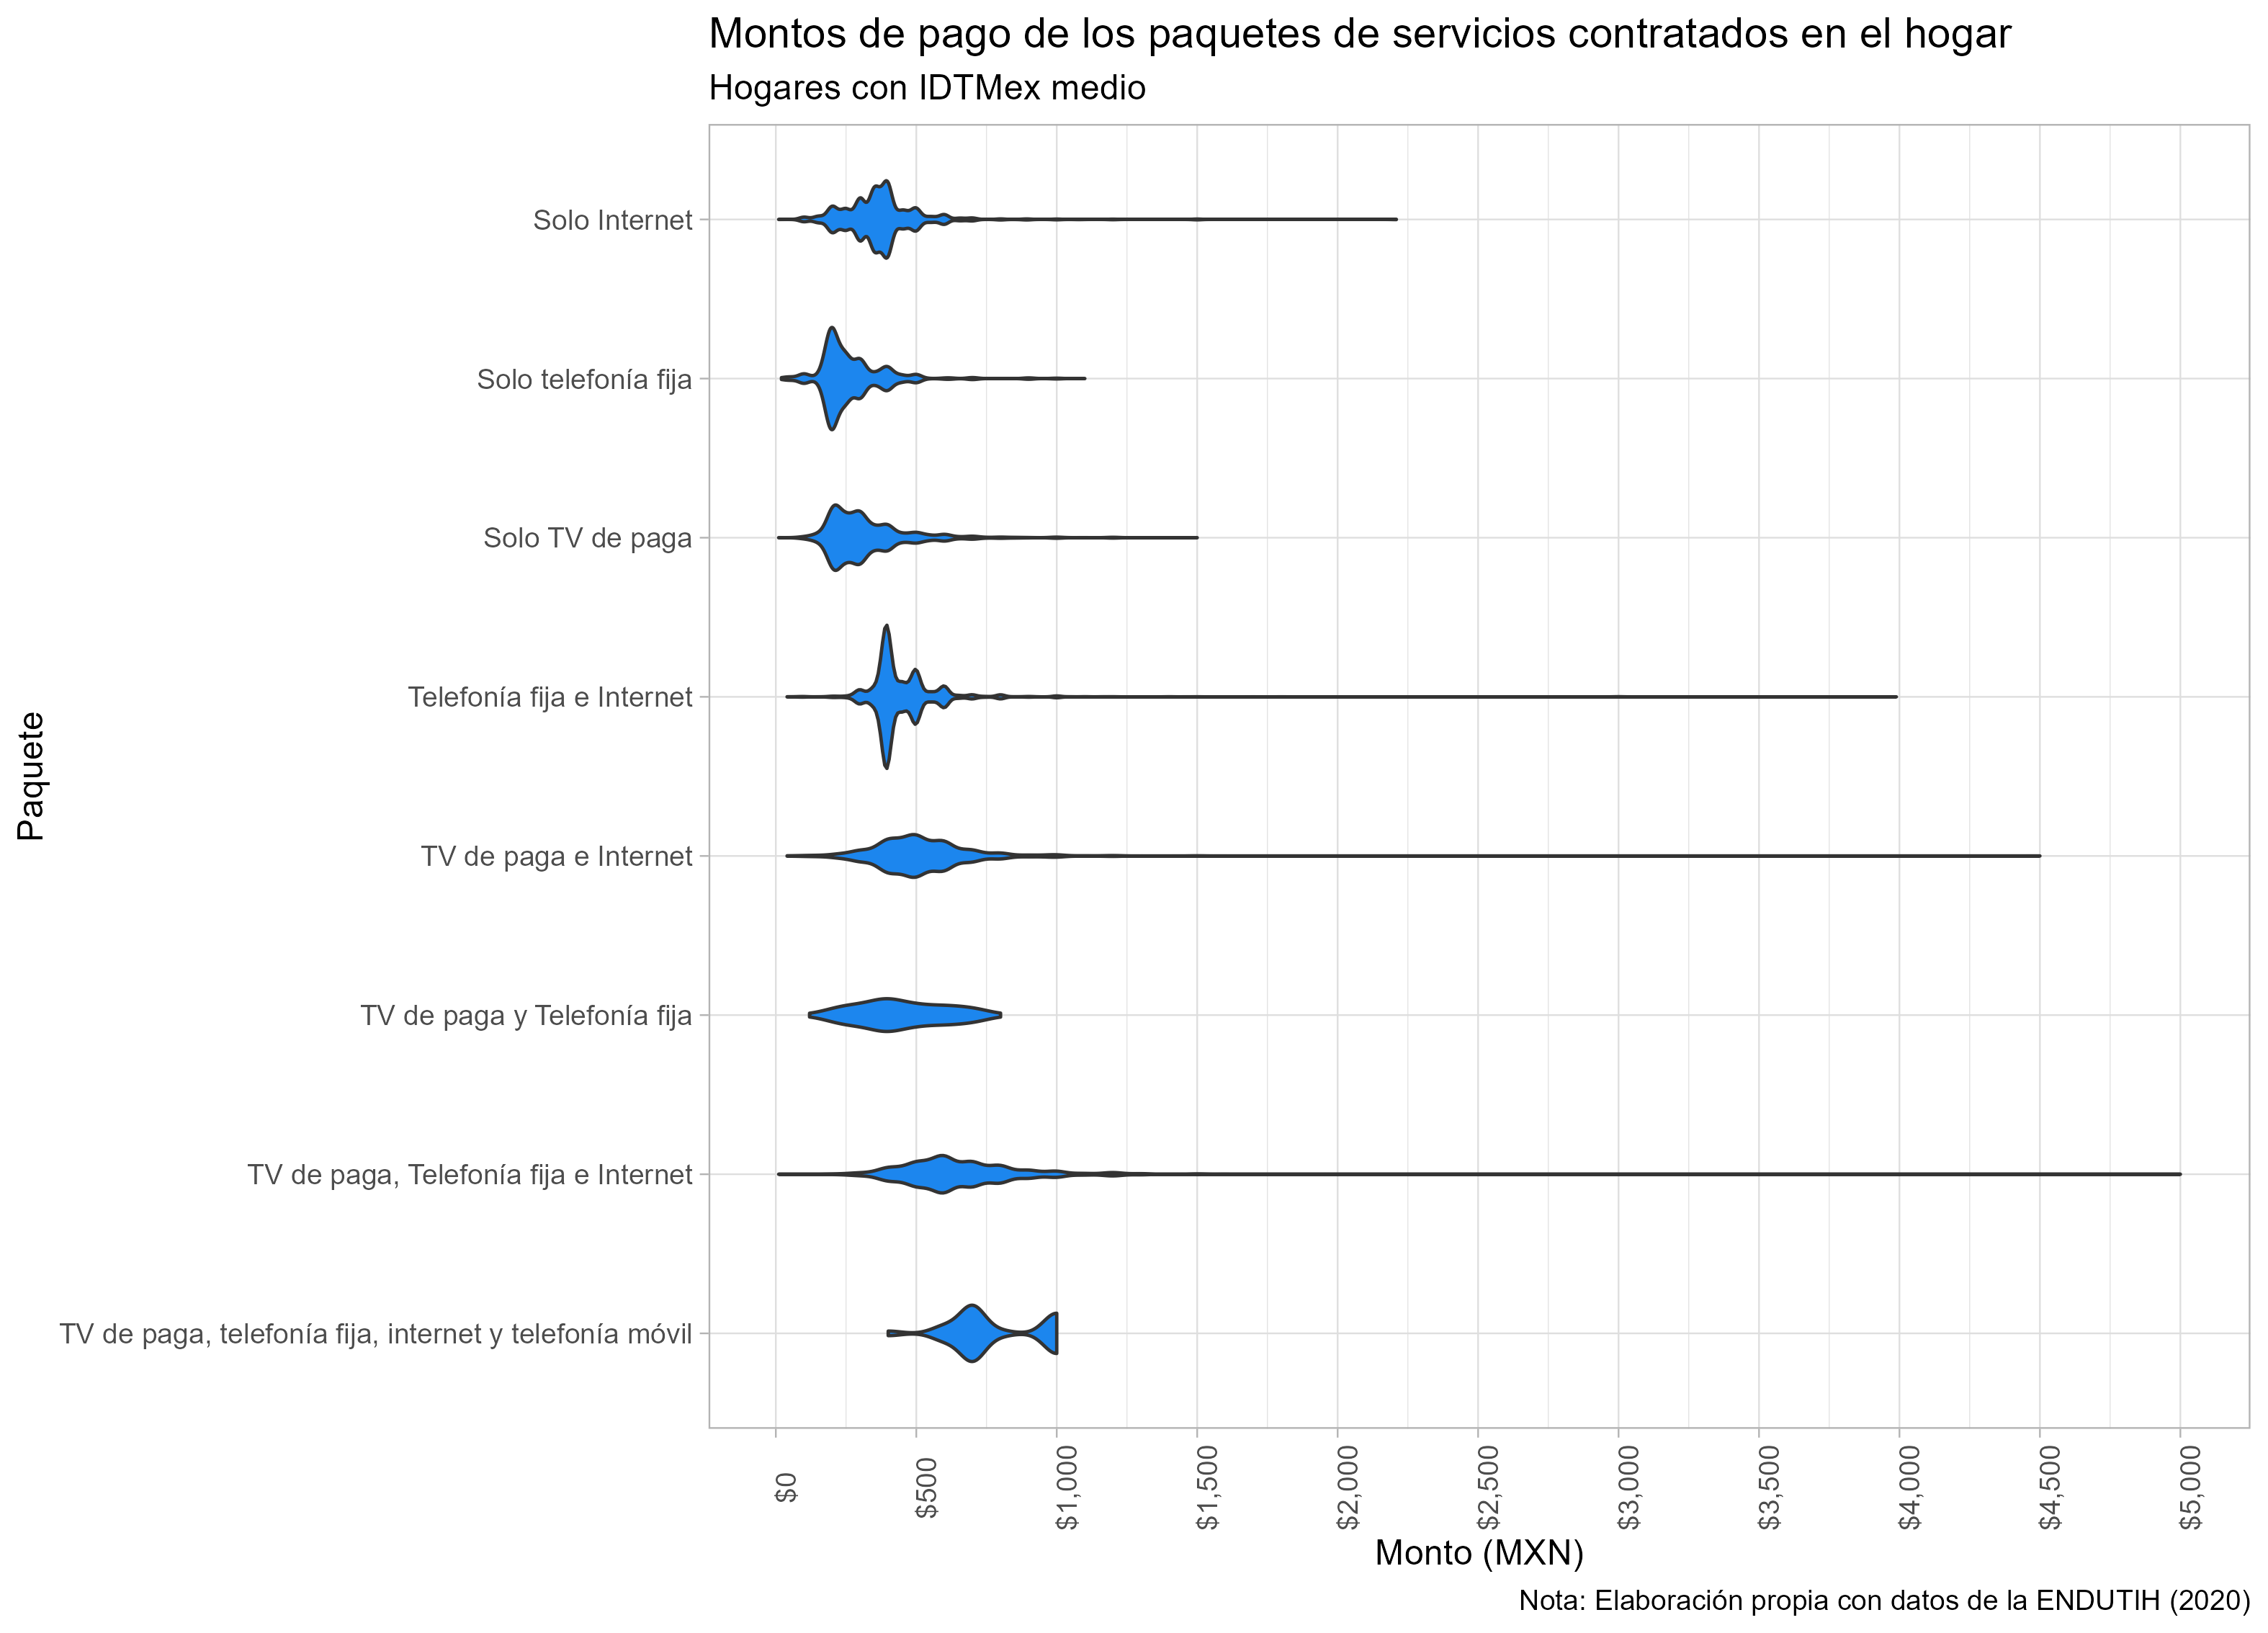 Montos de pago de los paquetes de servicios contratados en el hogar
Hogares con IDTMex medio
Paquete
Solo Internet
Solo telefonía fija
Solo TV de paga
Telefonía fija e Internet
TV de paga e Internet
TV de paga y Telefonía fija
TV de paga, Telefonía fija e Internet
TV de paga, telefonía fija, internet y telefonía móvil
$0
$500
$1,000
$1,500
$2,000
$2,500
$3,000
$3,500
$4,000
$4,500
$5,000
Monto (MXN)
Nota: Elaboración propia con datos de la ENDUTIH (2020)